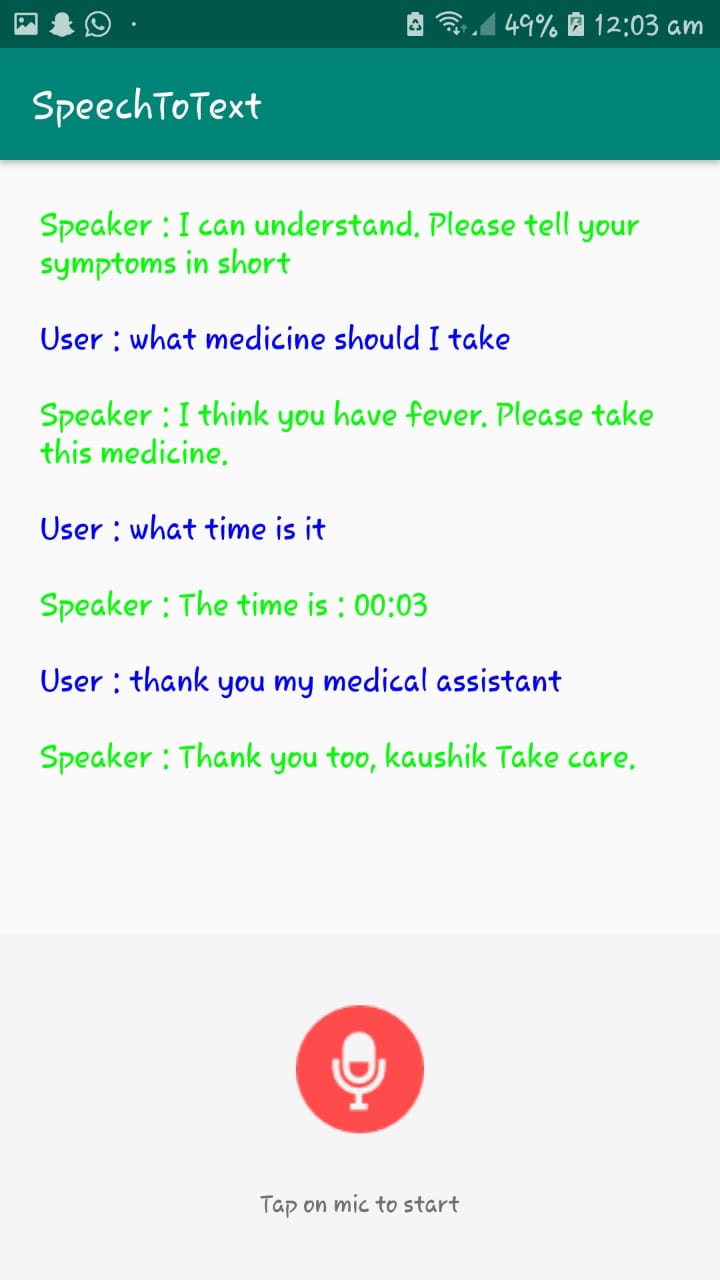 49% 12:03 am
SpeechToText
Speaker : I can understand. Please tell your
symptoms in short
User : what medicine should I take
Speaker : I think you have fever. Please take
this medicine.
User : what time is it
Speaker : The time is : 00:03
User : thank you my medical assistant
Speaker : Thank you too, kaushik Take care.
Tap on mic to start